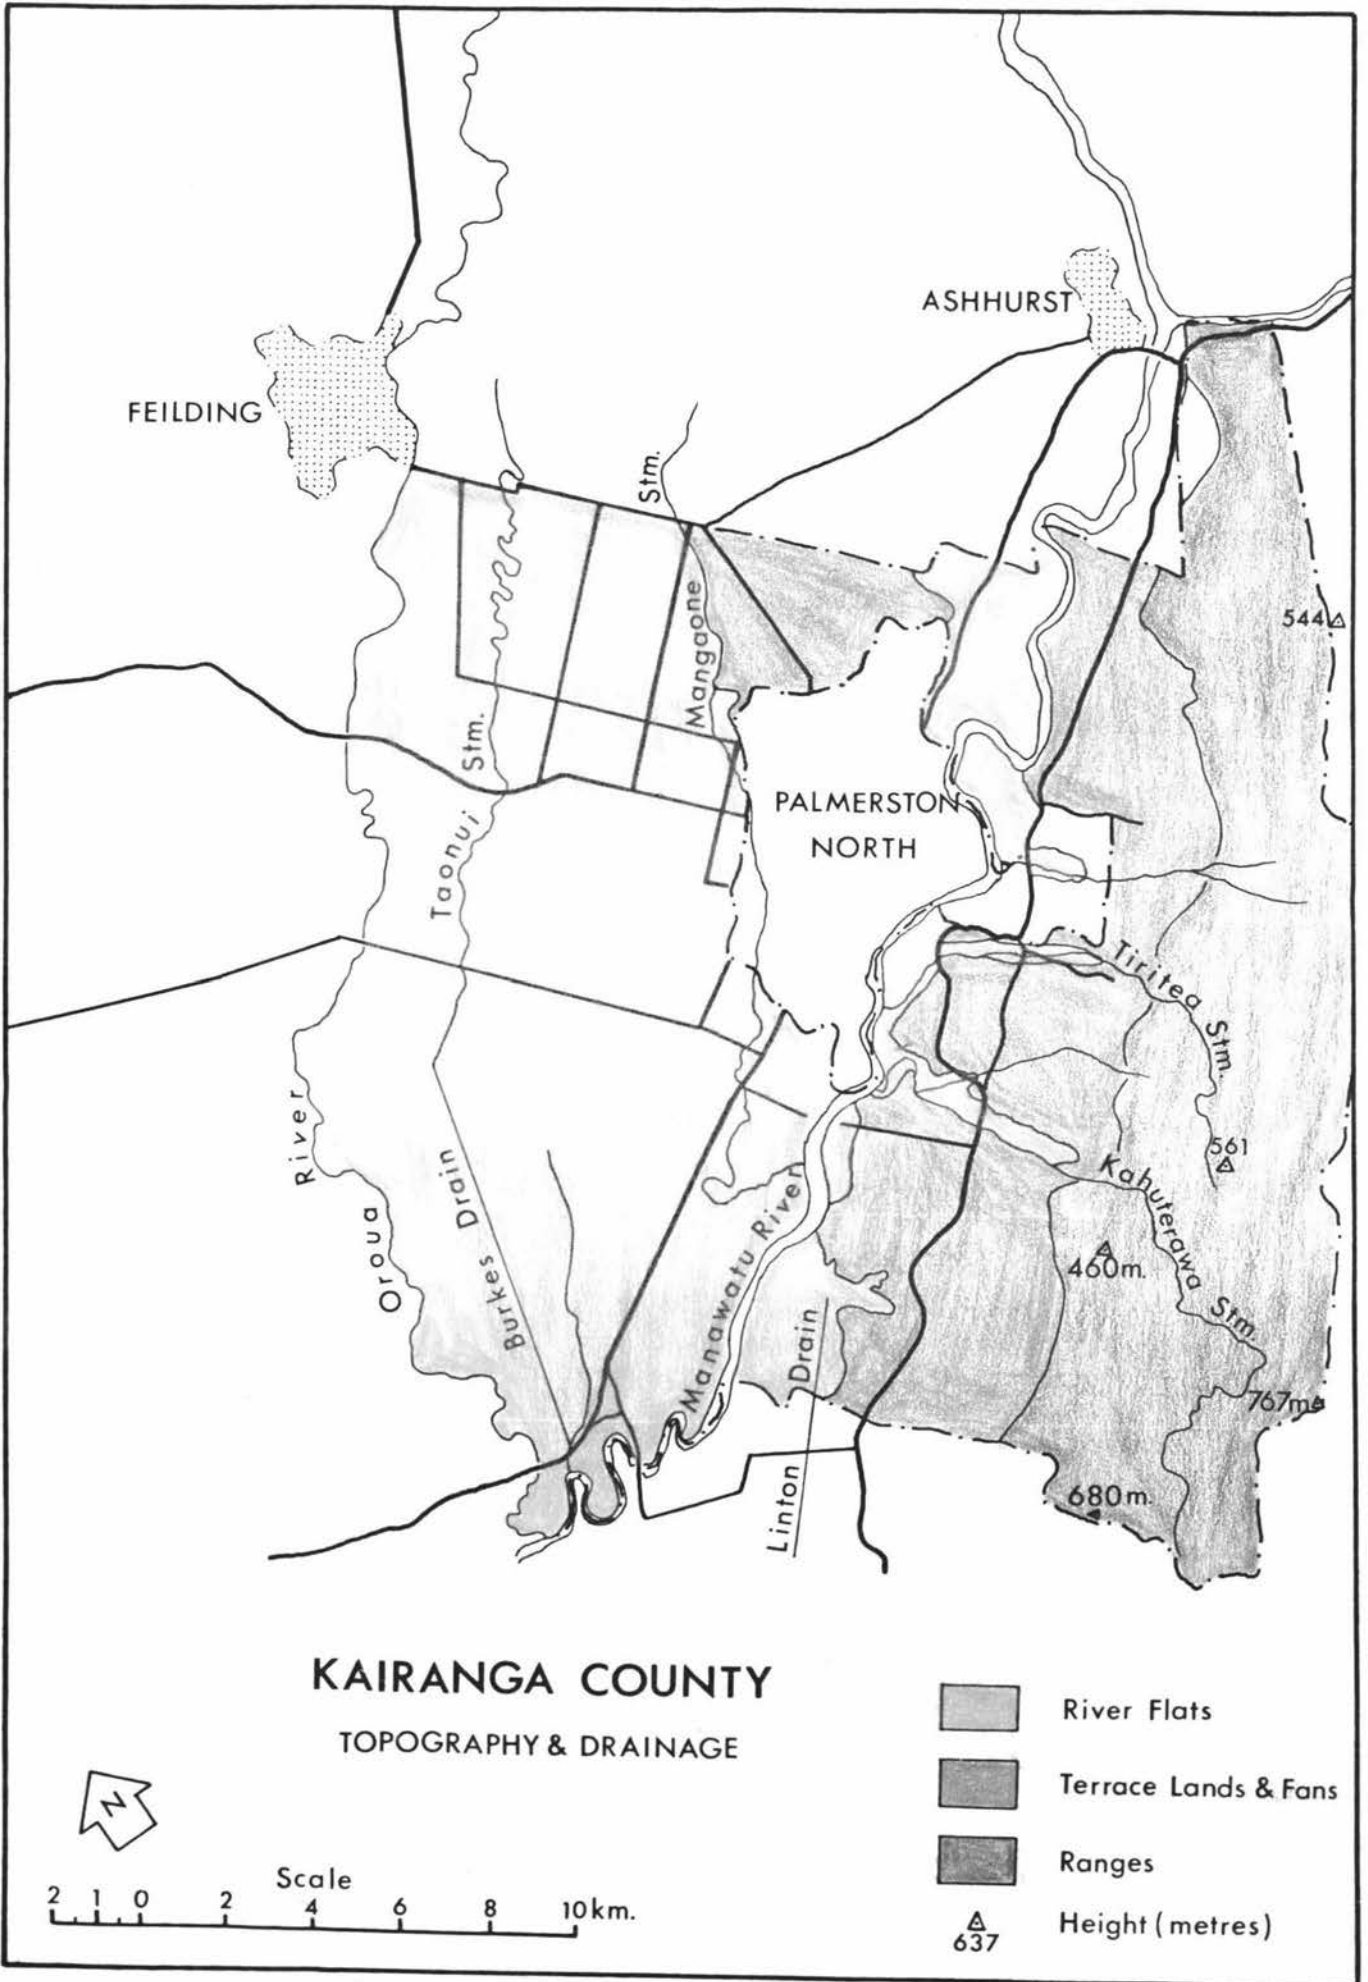 ASHHURST
FEILDING
Stm.
Mangaone
544
Stm.
Taonui
PALMERSTON
NORTH
Tiritea Stm.
River
Oroua
Burkes Drain
Manawatu River
561
Kahuterawa Stm.
460m.
Linton Drain
767m
680m.
KAIRANGA COUNTY
TOPOGRAPHY & DRAINAGE
N
Scale
2 1 0 2 4 6 8 10km.
River Flats
Terrace Lands & Fans
Ranges
637
Height (metres)